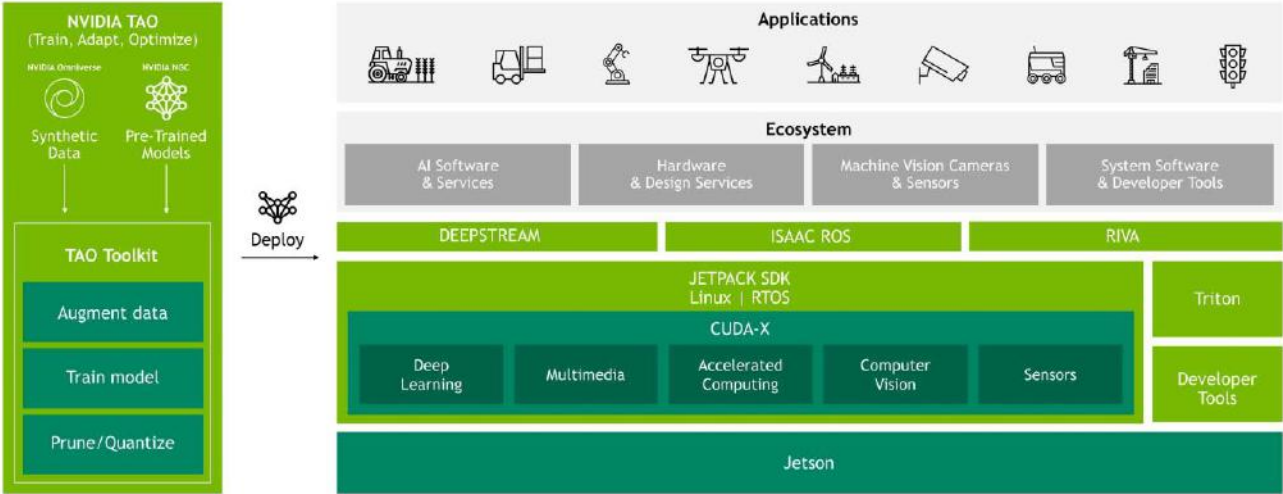 NVIDIA TAO
(Train, Adapt, Optimize)
NVIDIA Omniverse
NVIDIA NGC
Synthetic
Data
Pre-Trained
Models
TAO Toolkit
Augment data
Train model
Prune/Quantize
Deploy
Applications
Ecosystem
AI Software
& Services
Hardware
& Design Services
Machine Vision Cameras
& Sensors
System Software
& Developer Tools
DEEPSTREAM
ISAAC ROS
RIVA
JETPACK SDK
Linux | RTOS
CUDA-X
Deep
Learning
Multimedia
Accelerated
Computing
Computer
Vision
Sensors
Triton
Developer
Tools
Jetson